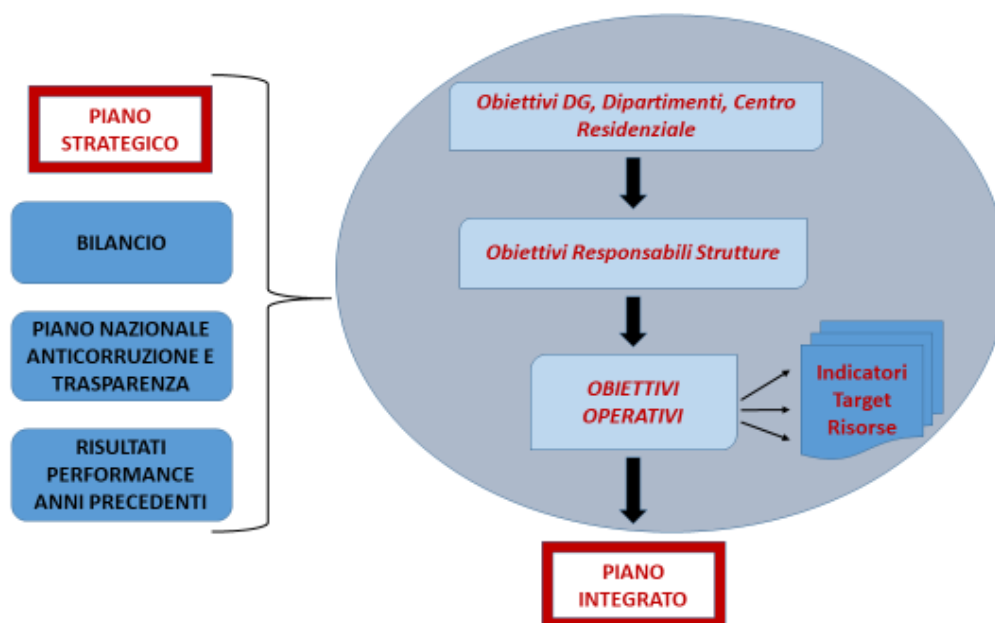 PIANO
STRATEGICO
BILANCIO
PIANO NAZIONALE
ANTICORRUZIONE E
TRASPARENZA
RISULTATI
PERFORMANCE
ANNI PRECEDENTI
Obiettivi DG, Dipartimenti, Centro
Residenziale
Obiettivi Responsabili Strutture
OBIETTIVI
OPERATIVI
Indicatori
Target
Risorse
PIANO
INTEGRATO